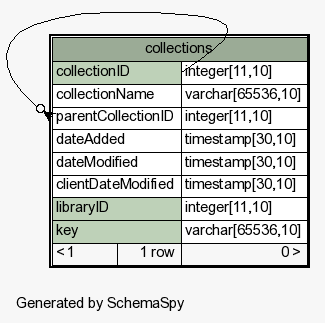 collections
collectionID integer[11,10]
collectionName varchar[65536,10]
parentCollectionID integer[11,10]
dateAdded timestamp[30,10]
dateModified timestamp[30,10]
clientDateModified timestamp[30,10]
libraryID integer[11,10]
key varchar[65536,10]
< 1 1 row 0 >
Generated by SchemaSpy